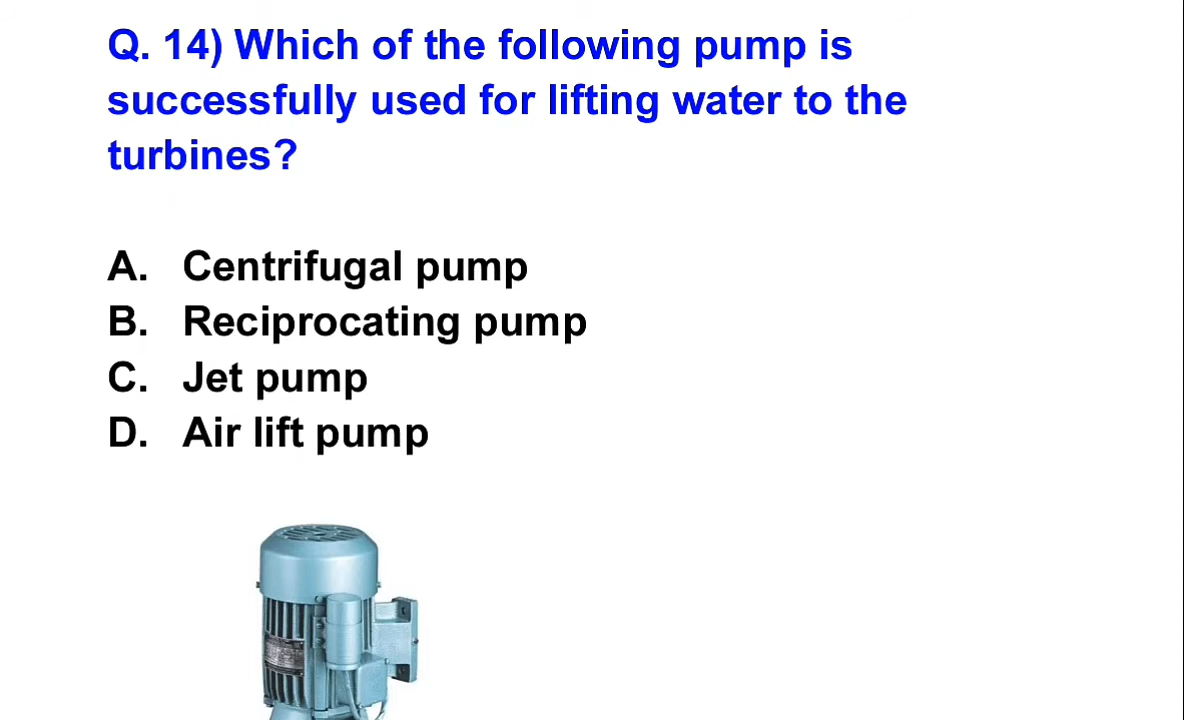 Q. 14) Which of the following pump is
successfully used for lifting water to the
turbines?
A. Centrifugal pump
B. Reciprocating pump
C. Jet pump
D. Air lift pump